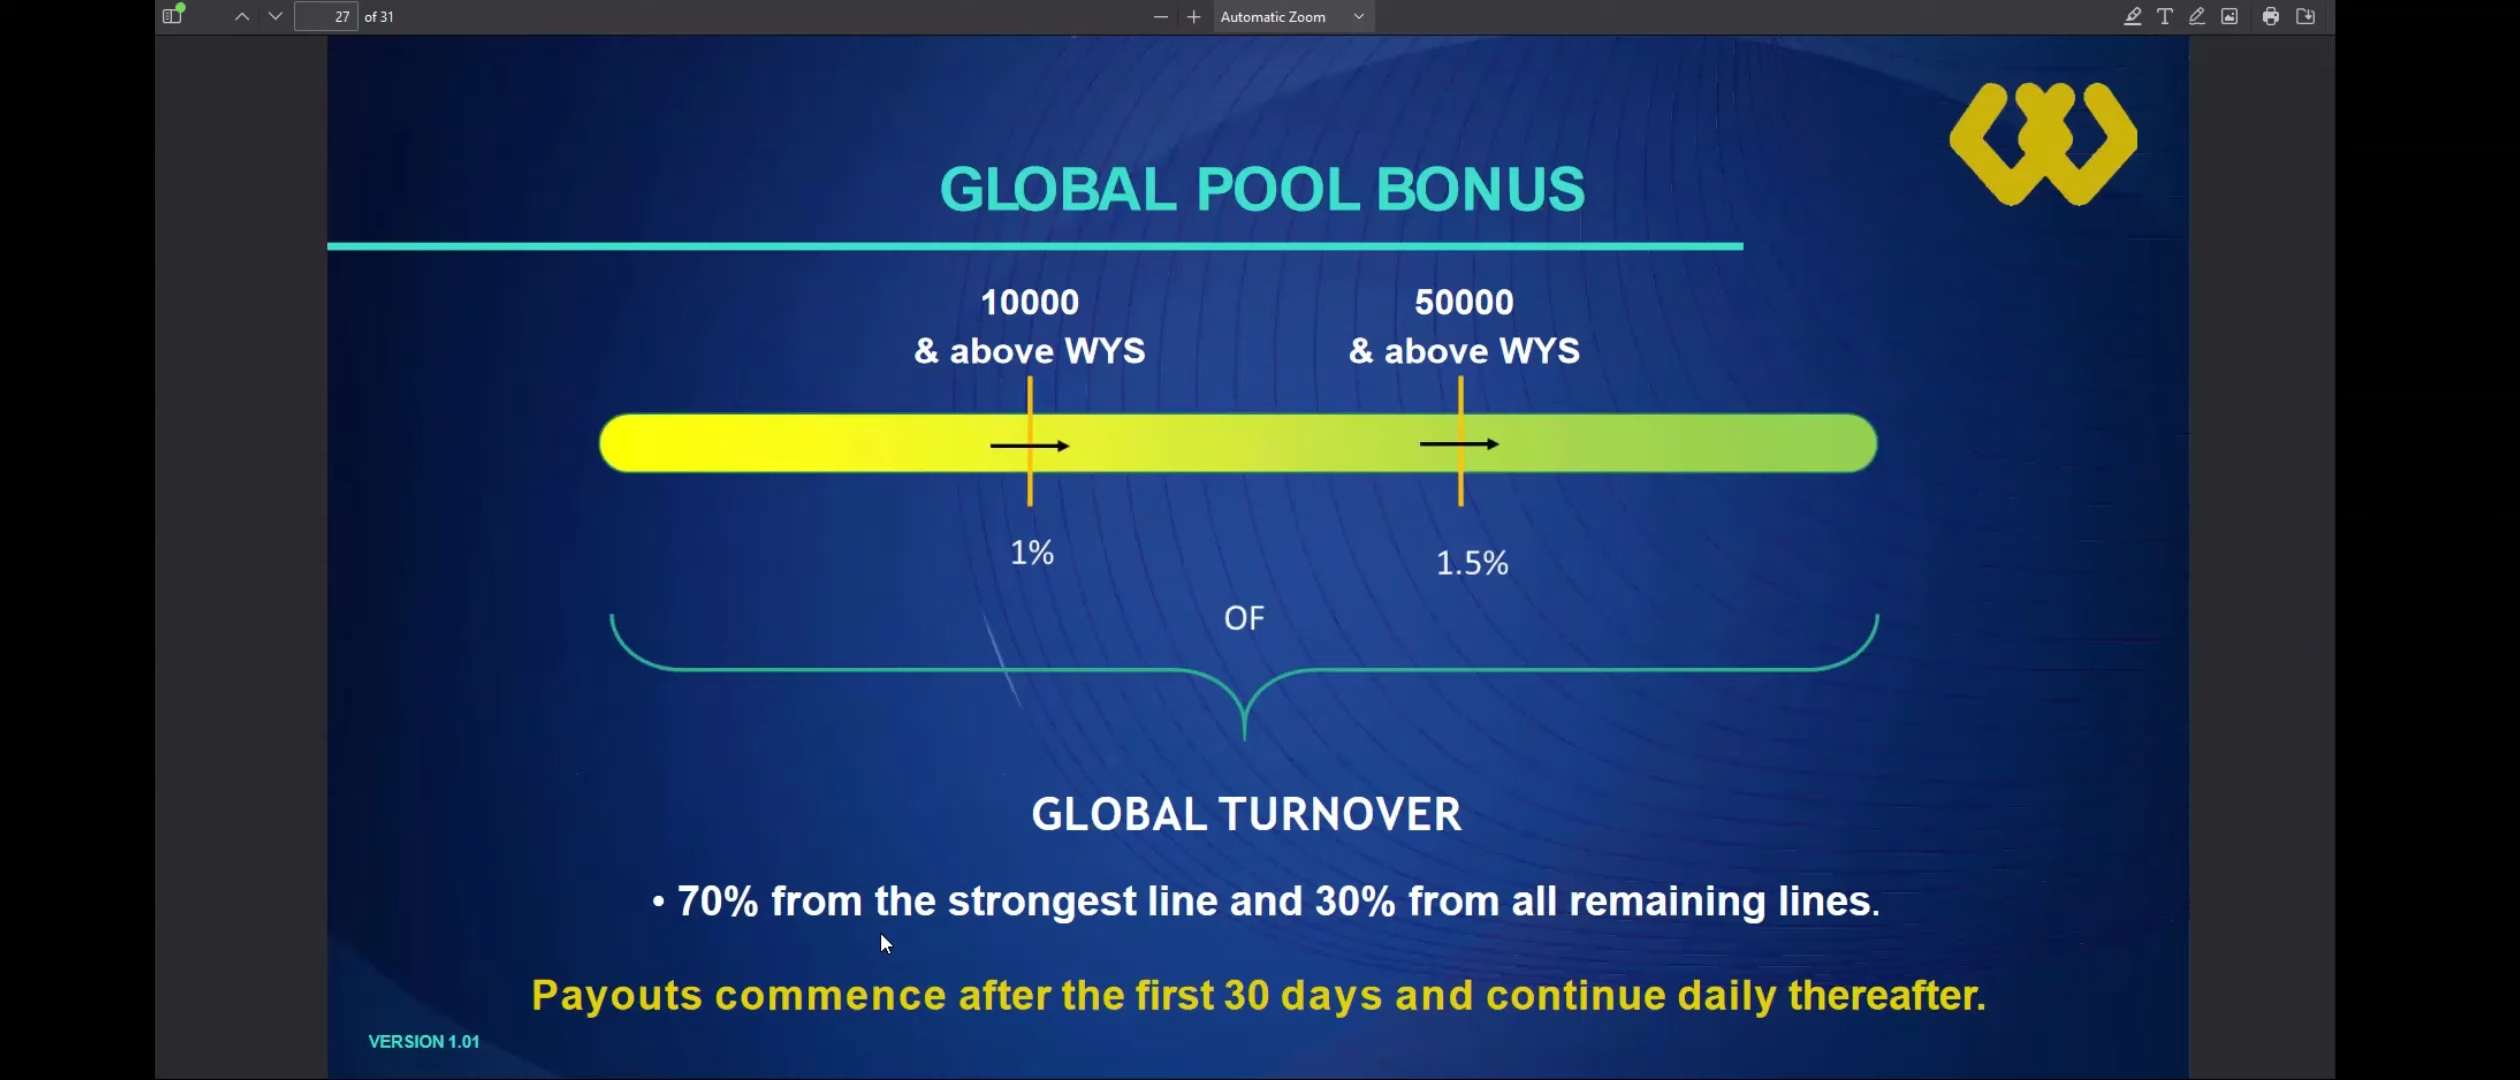 27 of 31
Automatic Zoom
GLOBAL POOL BONUS
10000
& above WYS
50000
& above WYS
1%
1.5%
OF
GLOBAL TURNOVER
• 70% from the strongest line and 30% from all remaining lines.
Payouts commence after the first 30 days and continue daily thereafter.
VERSION 1.01